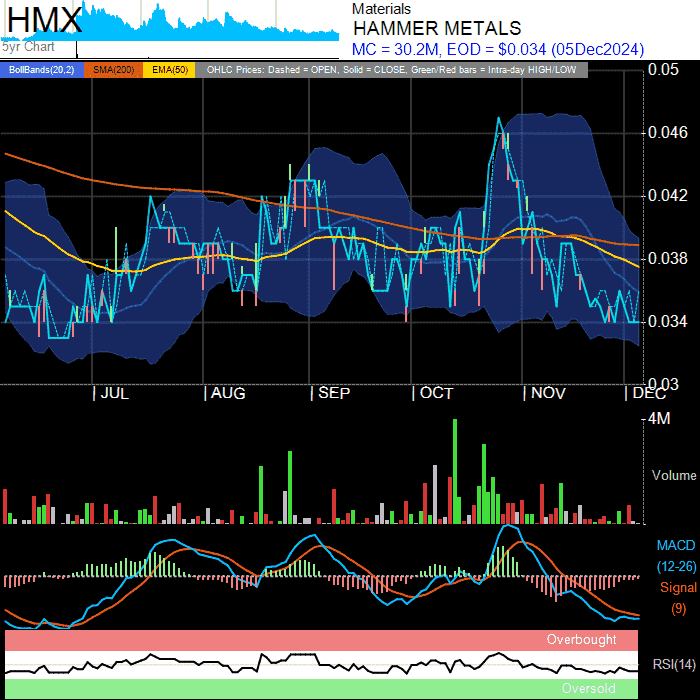 HMX
5yr Chart
Materials
HAMMER METALS
MC = 30.2M, EOD = $0.034 (05Dec2024)
BollBands(20,2) SMA(200) EMA(50) OHLC Prices: Dashed = OPEN, Solid = CLOSE, Green/Red bars = Intra-day HIGH/LOW
0.05
0.046
0.042
0.038
0.034
0.03
JUL AUG SEP OCT NOV DEC
4M
Volume
MACD
(12-26)
Signal
(9)
Overbought
RSI(14)
Oversold